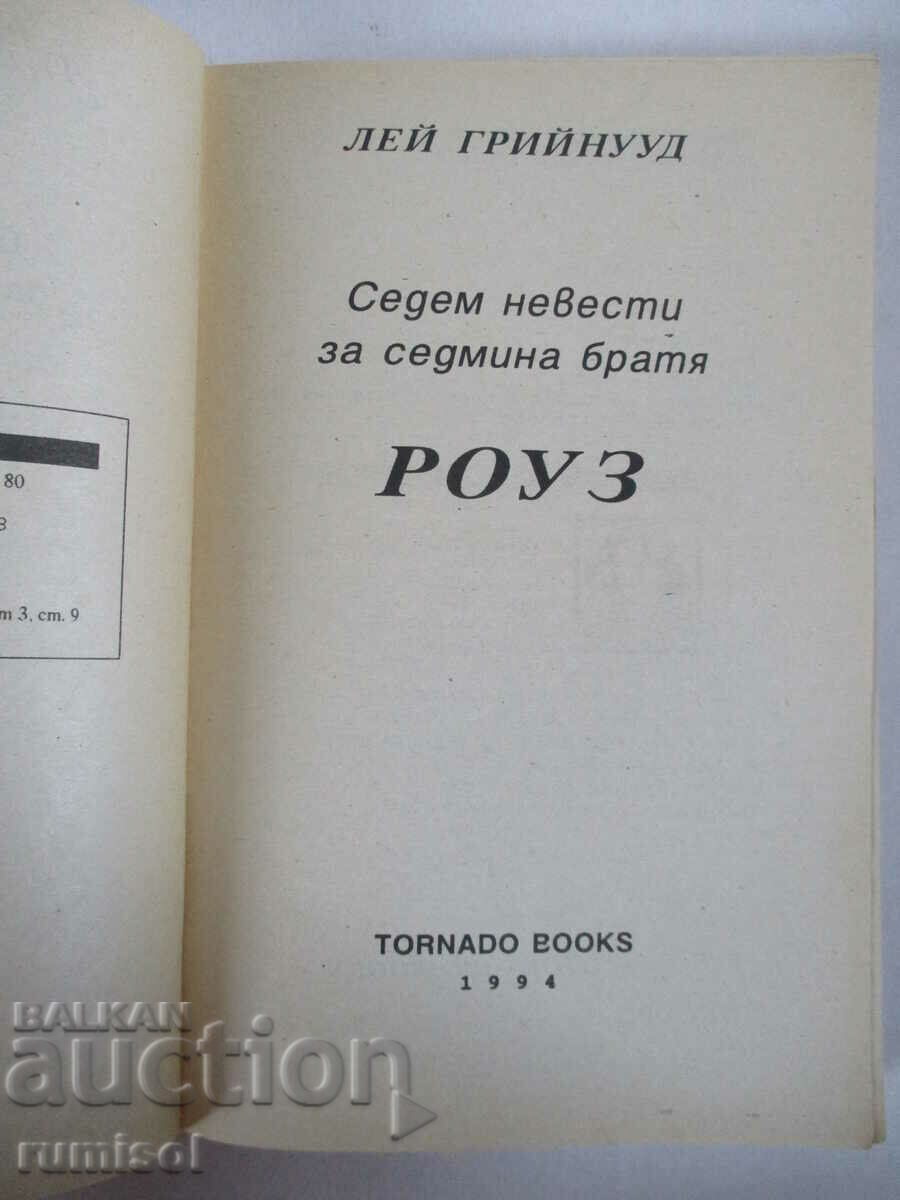 80
в
т 3, ст. 9
ЛЕЙ ГРИЙНУУД
Седем невести
за седмина братя
РОУЗ
TORNADO BOOKS
1994
BALKAN
auction
rumisol